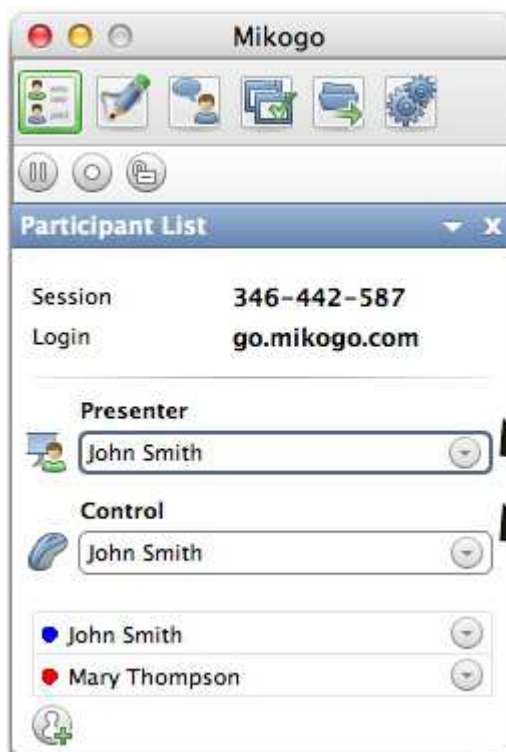 Mikogo
Participant List
Session 346-442-587
Login go.mikogo.com
Presenter
John Smith
Control
John Smith
John Smith
Mary Thompson